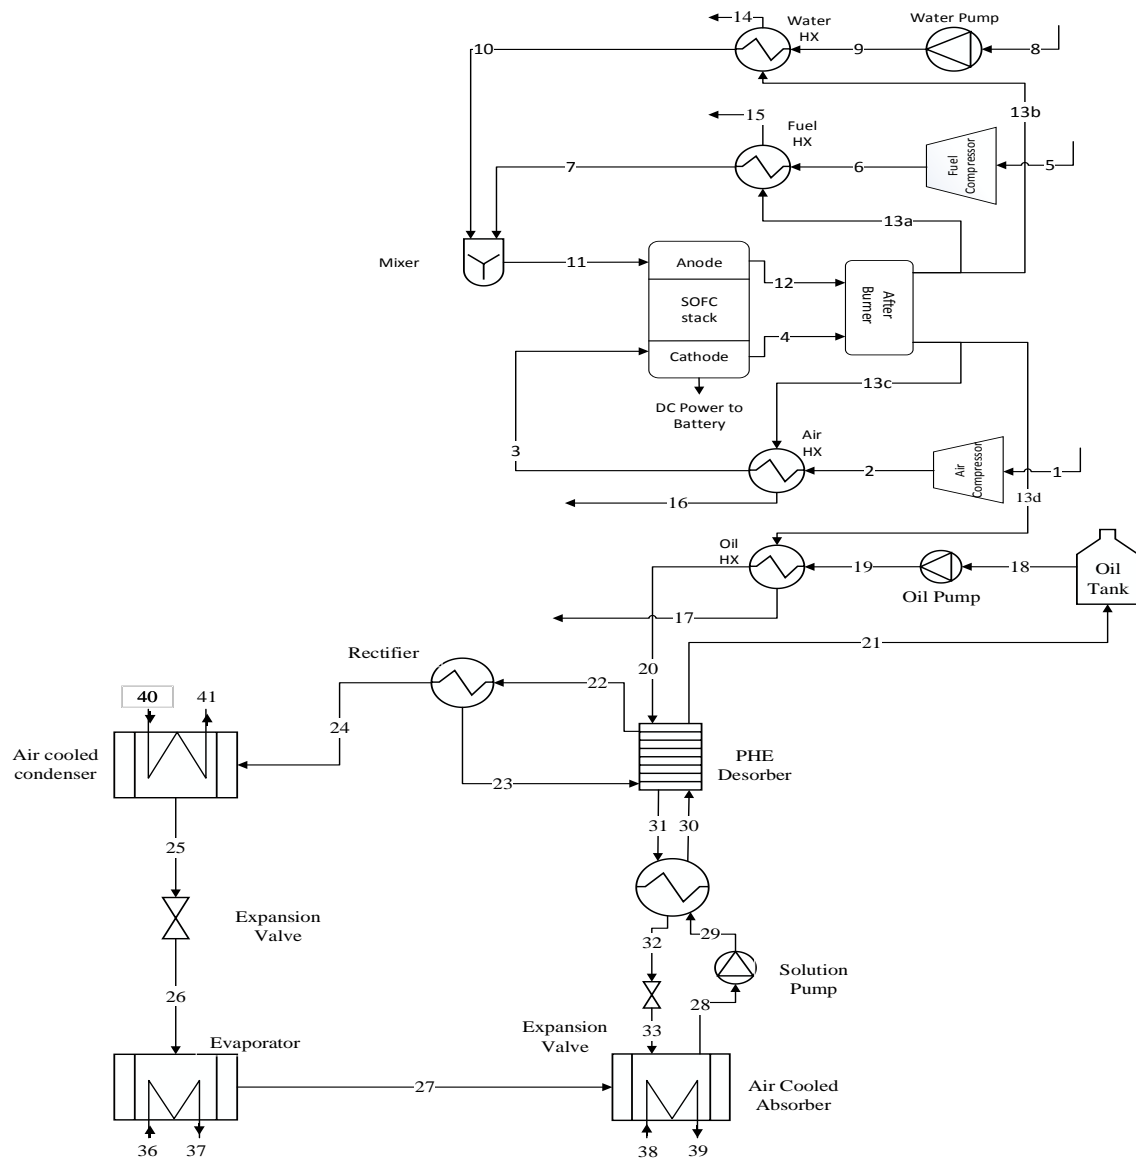 14
Water
HX
Water Pump
10
9
8
13b
15
Fuel
HX
Fuel
Compressor
7
6
5
13a
Mixer
11
Anode
12
SOFC
stack
After
Burner
4
Cathode
13c
DC Power to
Battery
Air
HX
3
2
Air
Compressor
1
16
13d
Oil
HX
19
18
Oil
Tank
Oil Pump
17
21
Rectifier
20
22
40
41
24
Air cooled
condenser
PHE
Desorber
23
31
30
25
Expansion
Valve
29
32
Solution
Pump
26
28
Expansion
Valve
33
Evaporator
27
Air Cooled
Absorber
36
37
38
39